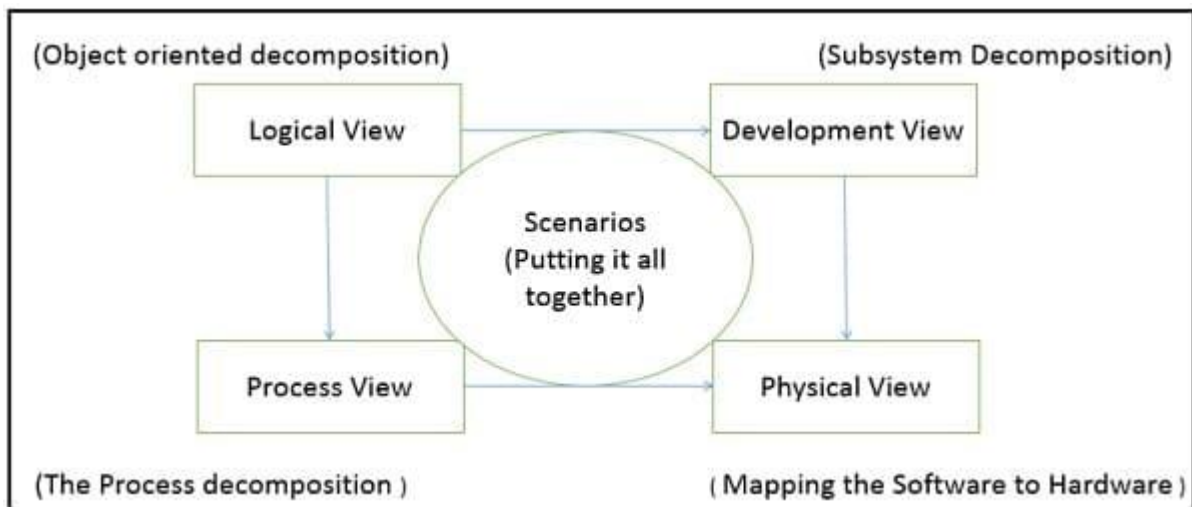 (Object oriented decomposition)
(Subsystem Decomposition)
Logical View
Development View
Scenarios
(Putting it all
together)
Process View
Physical View
(The Process decomposition )
( Mapping the Software to Hardware )